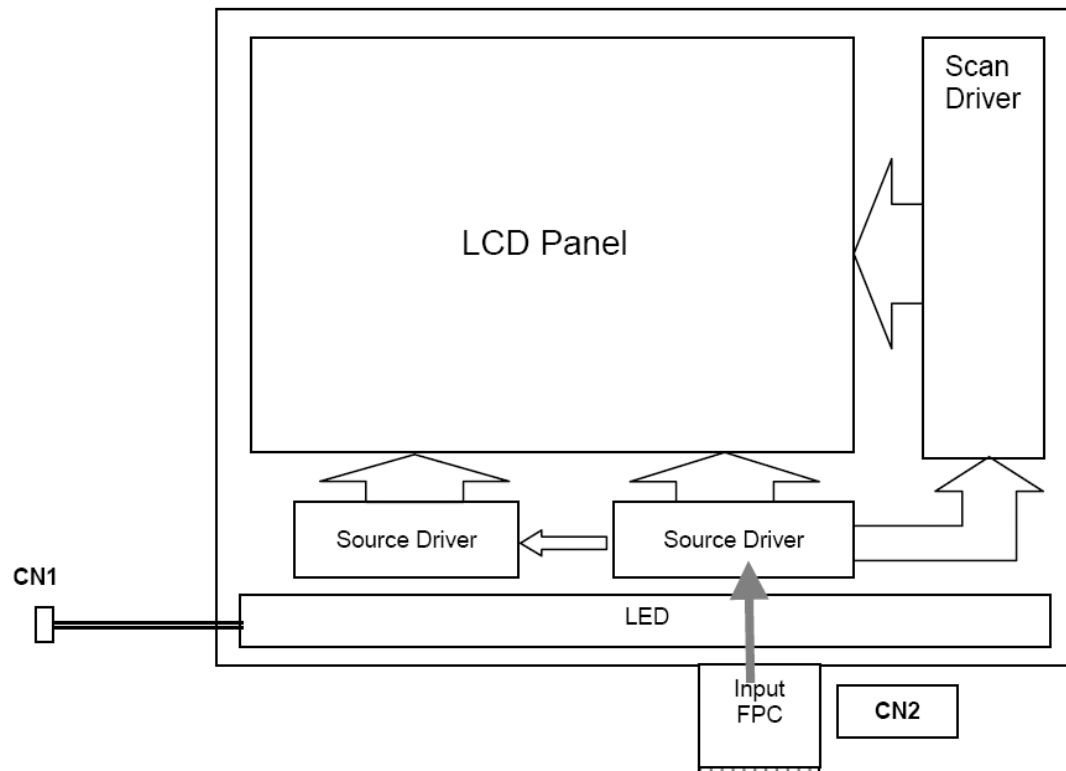 Scan
Driver
LCD Panel
Source Driver
Source Driver
CN1
LED
Input
FPC
CN2